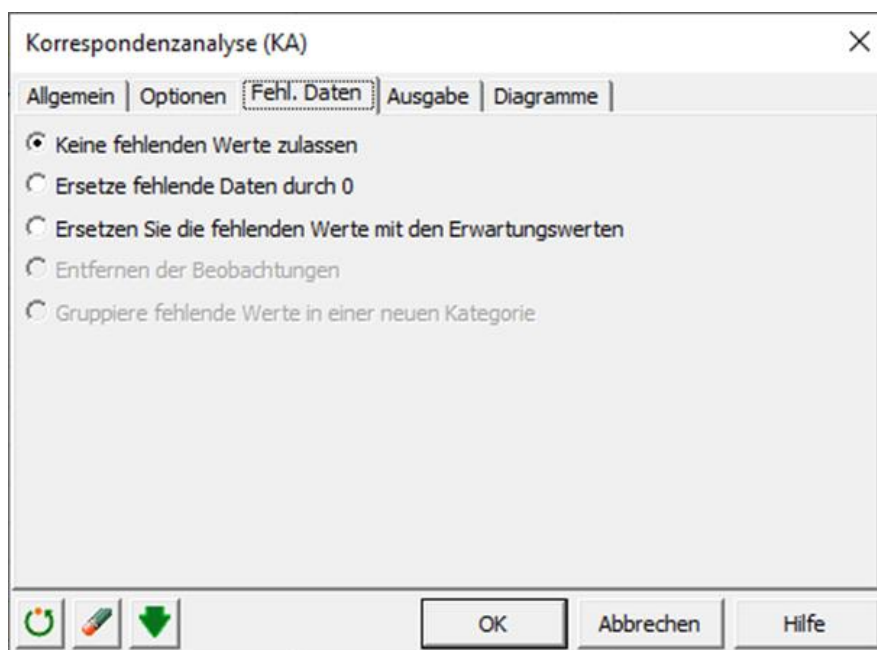 Korrespondenzanalyse (KA)
Allgemein Optionen Fehl. Daten Ausgabe Diagramme
Keine fehlenden Werte zulassen
Ersetze fehlende Daten durch 0
Ersetzen Sie die fehlenden Werte mit den Erwartungswerten
Entfernen der Beobachtungen
Gruppiere fehlende Werte in einer neuen Kategorie
OK Abbrechen Hilfe